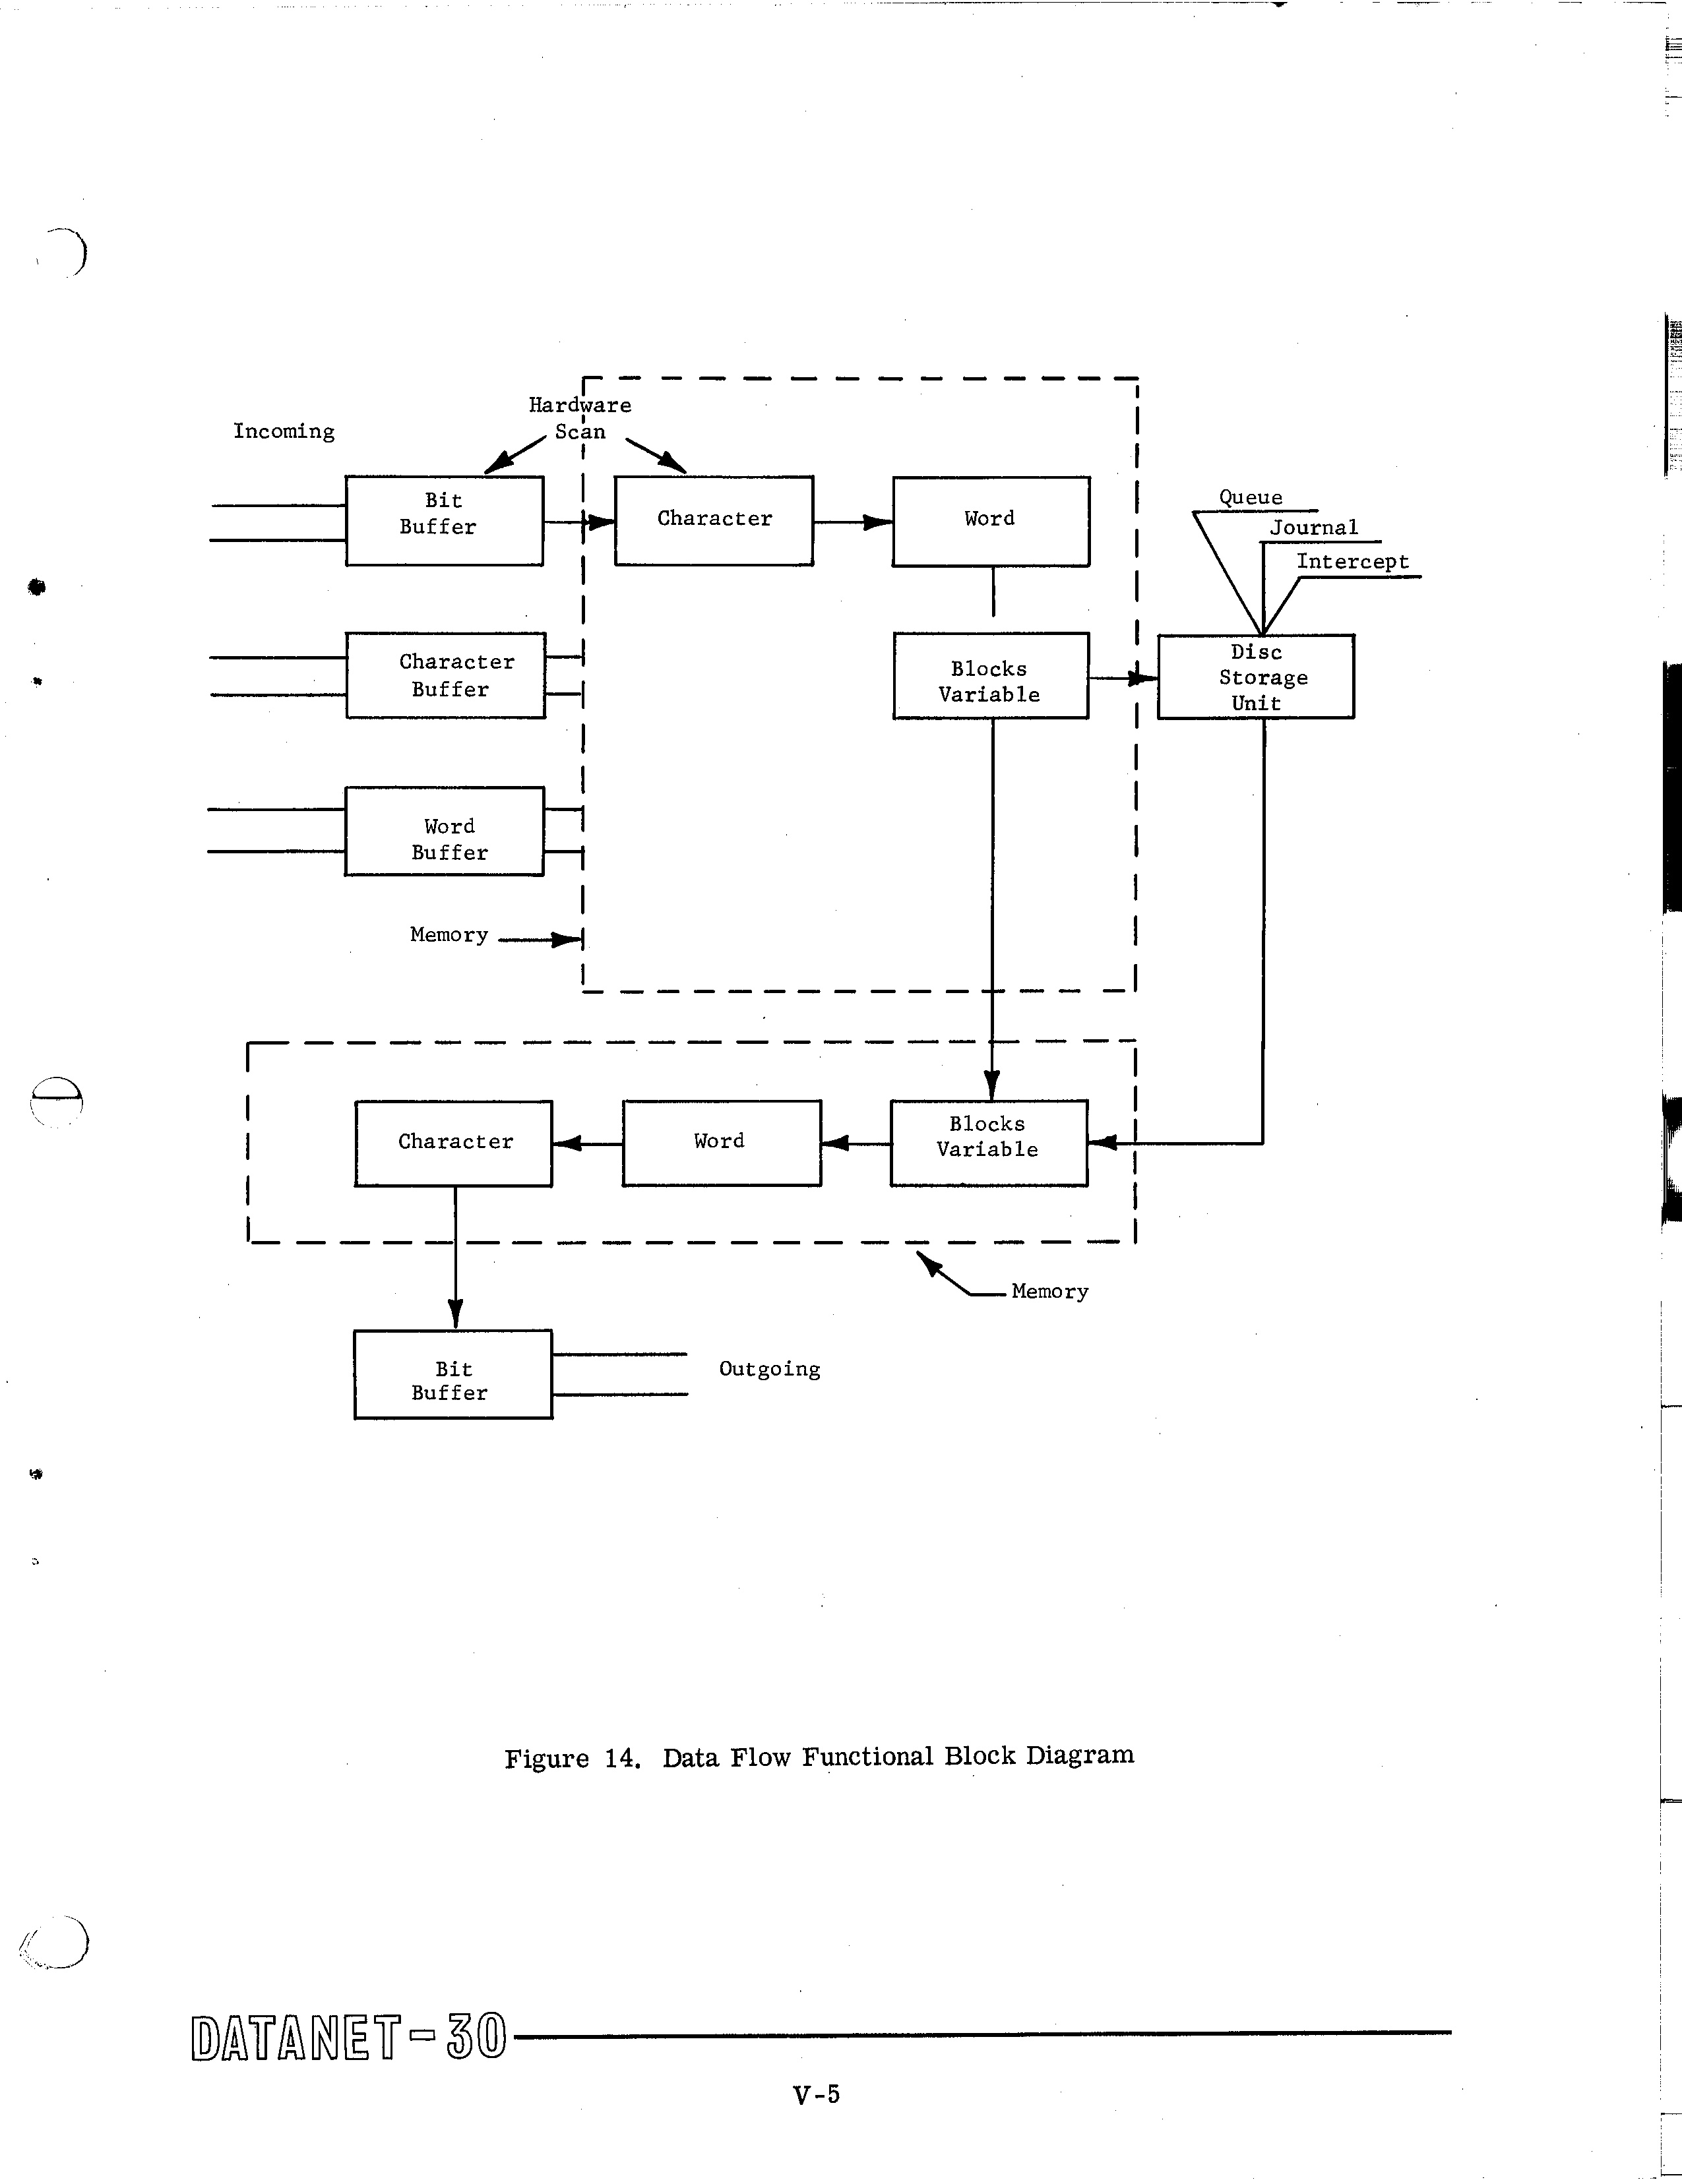 Hardware
Scan
Incoming
Bit
Buffer
Character
Word
Queue
Journal
Intercept
Character
Buffer
Blocks
Variable
Disc
Storage
Unit
Word
Buffer
Memory
Character
Word
Blocks
Variable
Memory
Bit
Buffer
Outgoing
Figure 14. Data Flow Functional Block Diagram
DATANET-30
V-5